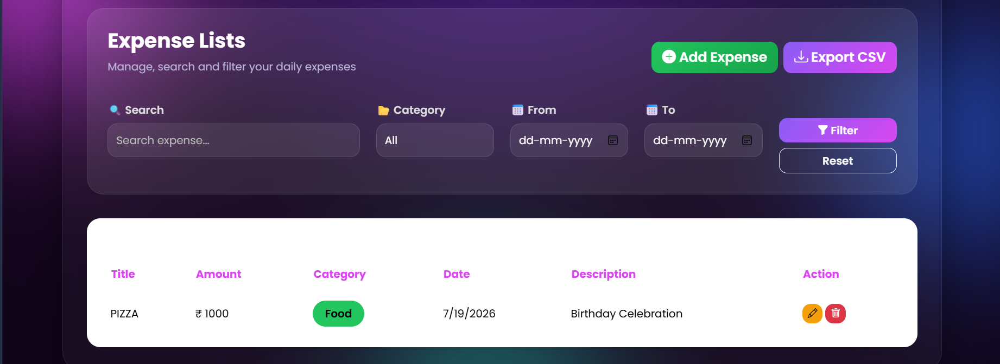 Expense Lists
Manage, search and filter your daily expenses
Add Expense
Export CSV
Search
Category
From
To
Search expense...
All
dd-mm-yyyy
dd-mm-yyyy
Filter
Reset
Title Amount Category Date Description Action
PIZZA ₹ 1000 Food 7/19/2026 Birthday Celebration